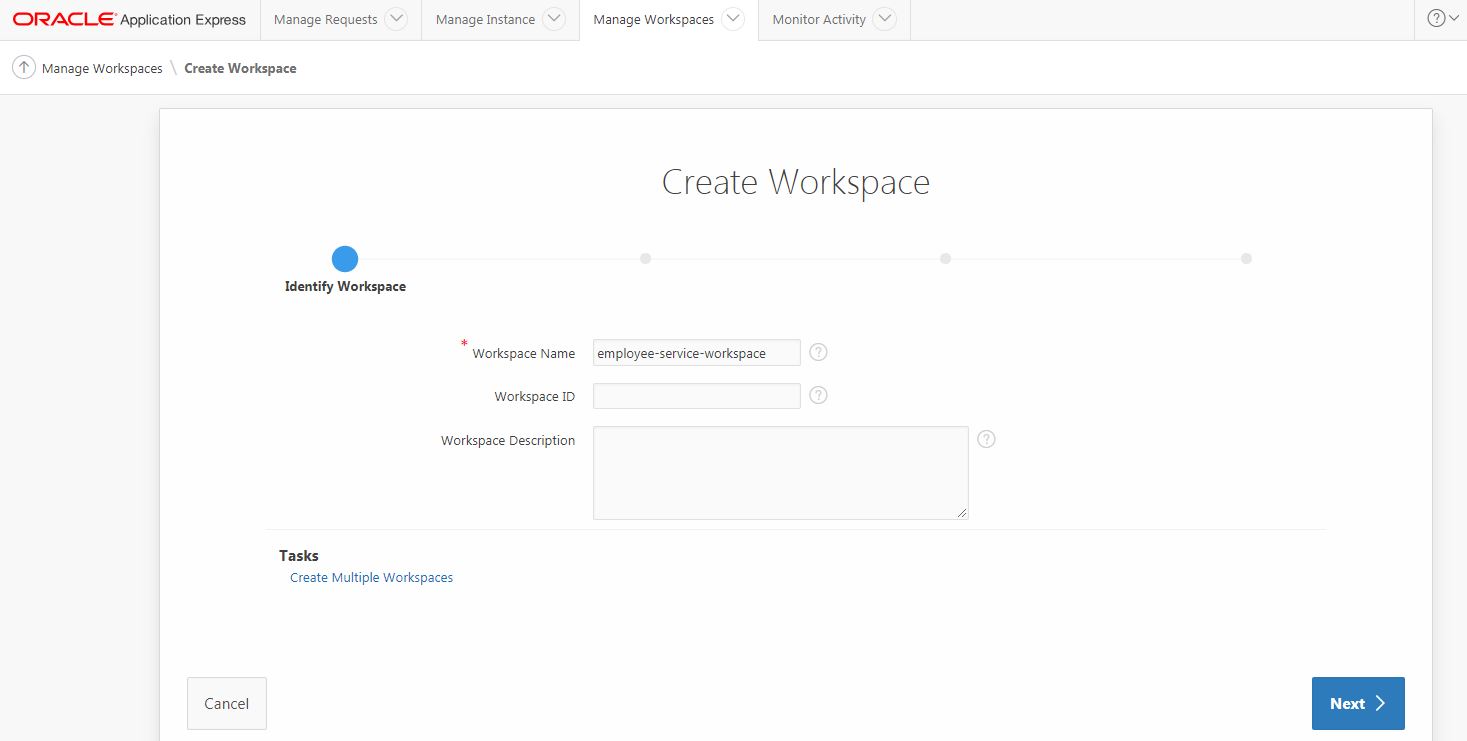 ORACLE Application Express Manage Requests Manage Instance Manage Workspaces Monitor Activity ?
Manage Workspaces \ Create Workspace
Create Workspace
Identify Workspace
* Workspace Name employee-service-workspace ?
Workspace ID ?
Workspace Description ?
Tasks
Create Multiple Workspaces
Cancel Next